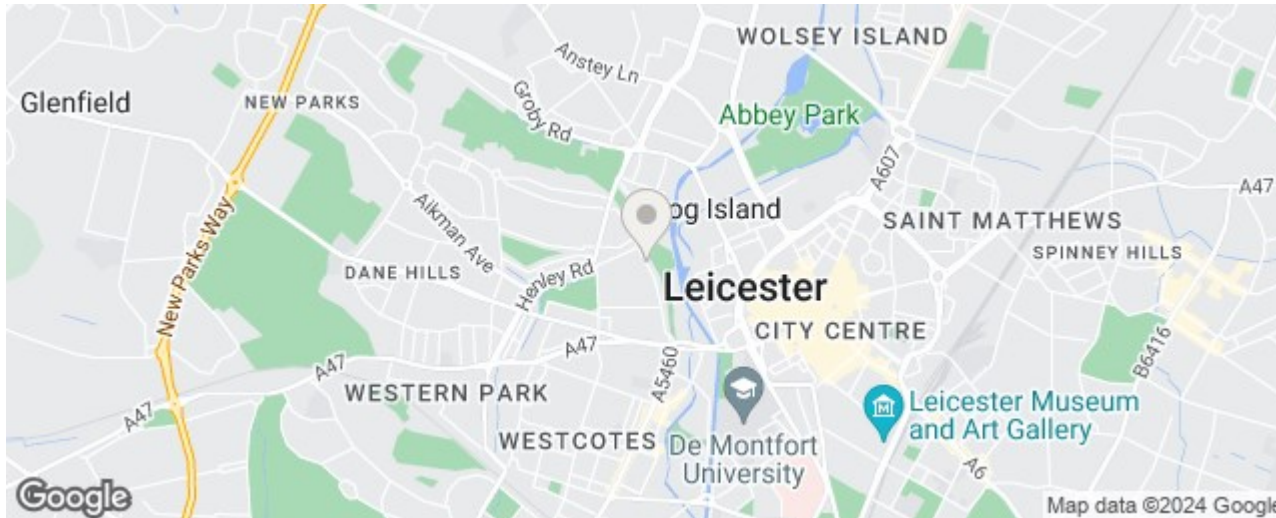 WOLSEY ISLAND
Anstey Ln
Glenfield
NEW PARKS
Groby Rd
Abbey Park
A607
A47
New Parks Way
Aikman Ave
og Island
SAINT MATTHEWS
SPINNEY HILLS
DANE HILLS
Henley Rd
Leicester
CITY CENTRE
A47
A5460
B6416
A47
WESTERN PARK
A47
WESTCOTES
De Montfort
University
Leicester Museum
and Art Gallery
A6
Google
Map data ©2024 Google